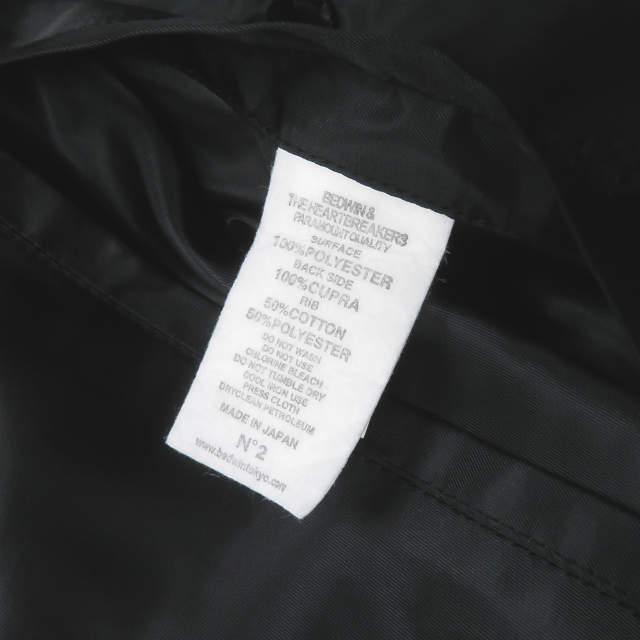 BEDWIN &
THEHEARTBREAKERS
PARAMOUNT QUALITY
SURFACE
100%POLYESTER
BACK SIDE
100%CUPRA
RIB
50%COTTON
50%POLYESTER
DO NOT WASH
DO NOT USE
CHLORINE BLEACH
DO NOT TUMBLE DRY
COOL IRON USE
PRESS CLOTH
DRYCLEAN PETROLEUM
MADE IN JAPAN
N°2
www.bedwintokyo.com